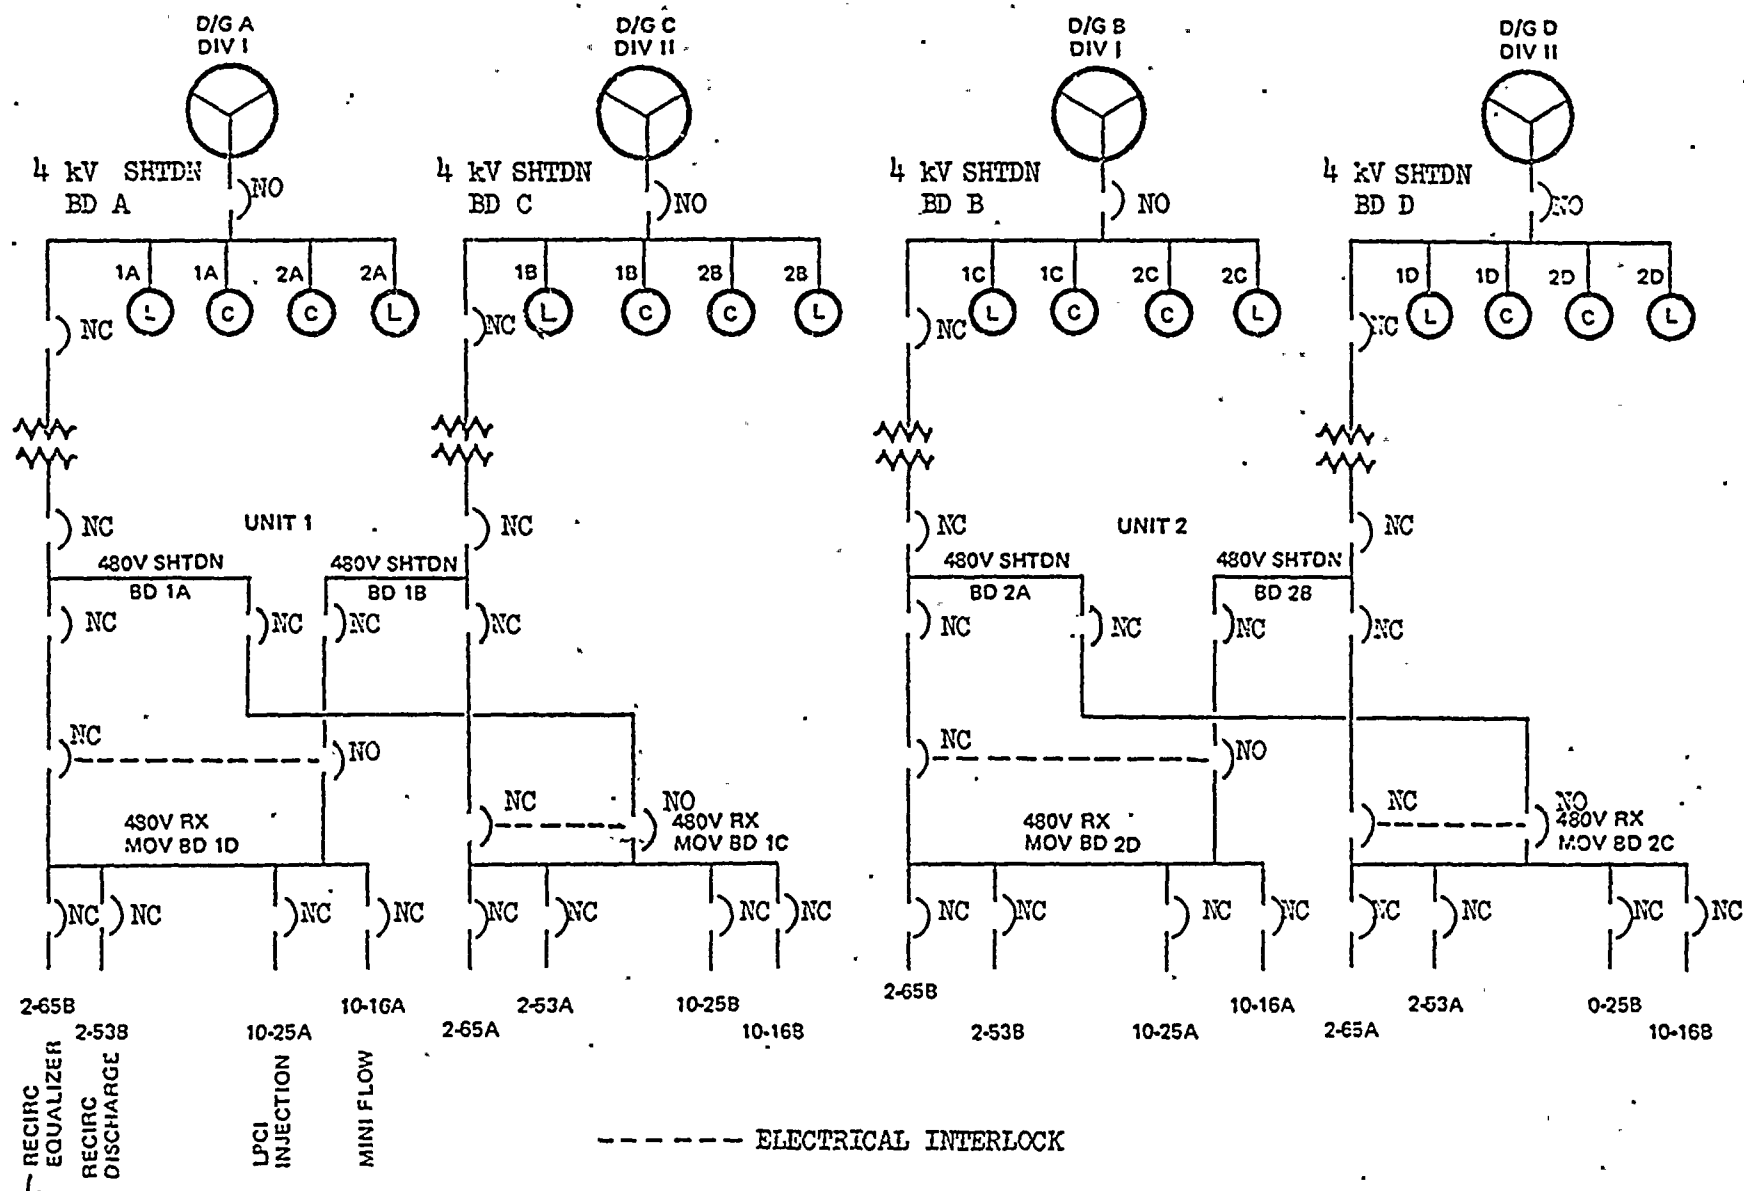 D/G A
DIV I
D/G C
DIV II
D/G B
DIV I
D/G D
DIV II
4 kV SHTDN
BD A
NO
4 kV SHTDN
BD C
NO
4 kV SHTDN
BD B
NO
4 kV SHTDN
BD D
NO
1A 1A 2A 2A
L C C L
1B 1B 2B 2B
L C C L
1C 1C 2C 2C
L C C L
1D 1D 2D 2D
L C C L
NC NC NC NC
NC UNIT 1 NC NC UNIT 2 NC
480V SHTDN
BD 1A
480V SHTDN
BD 1B
480V SHTDN
BD 2A
480V SHTDN
BD 2B
NC NC NC NC NC NC NC NC
NC NO NC NO
NC NO NC NO
480V RX
MOV BD 1D
480V RX
MOV BD 1C
480V RX
MOV BD 2D
480V RX
MOV BD 2C
NC NC NC NC NC NC NC NC NC NC NC NC NC NC NC NC
2-65B
2-53B
10-25A
10-16A
2-65A
2-53A
10-25B
10-16B
2-65B
2-53B
10-25A
10-16A
2-65A
2-53A
0-25B
10-16B
RECIRC
EQUALIZER
RECIRC
DISCHARGE
LPCI
INJECTION
MINI FLOW
ELECTRICAL INTERLOCK